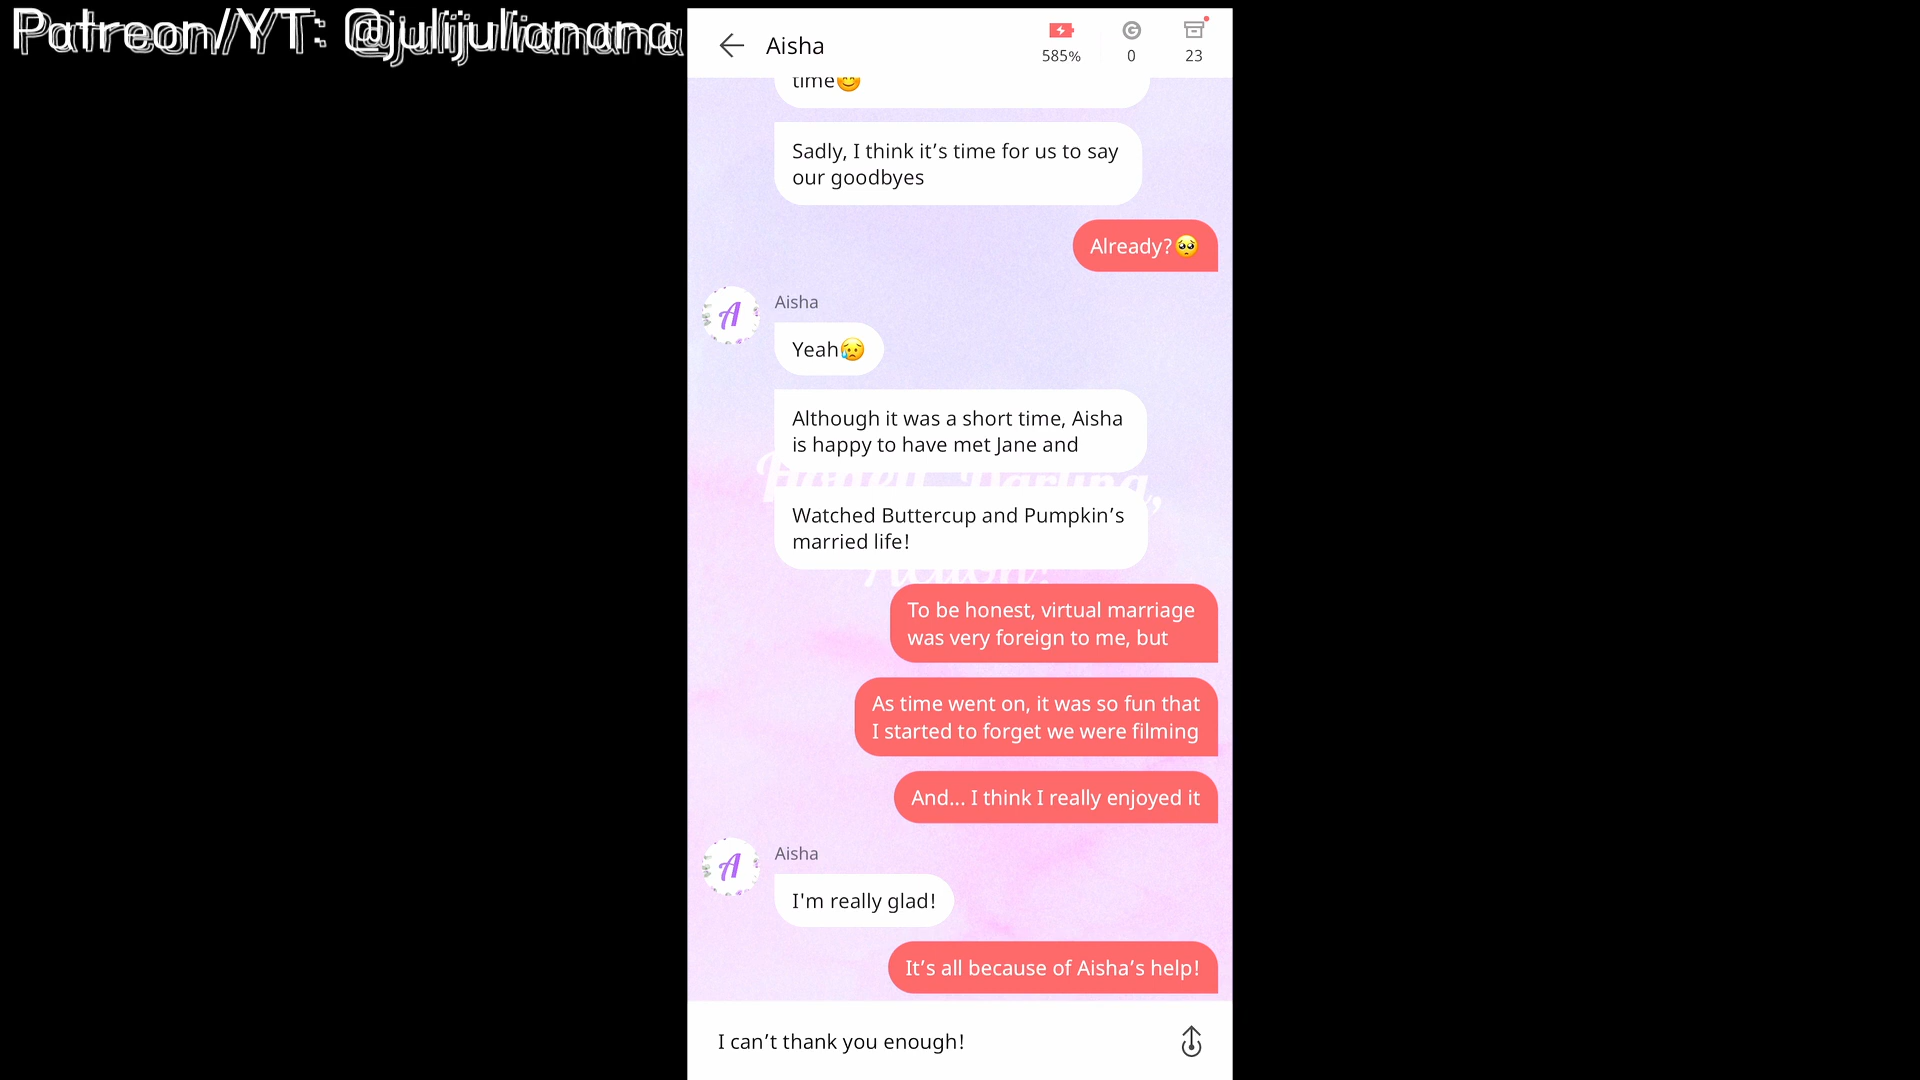 Patreon/YT: @julijulianana
Aisha
585%
0
23
time😊
Sadly, I think it’s time for us to say
our goodbyes
Already?🥺
A
Aisha
Yeah😥
Although it was a short time, Aisha
is happy to have met Jane and
Honey, Darling,
Watched Buttercup and Pumpkin’s
married life!
Action!
To be honest, virtual marriage
was very foreign to me, but
As time went on, it was so fun that
I started to forget we were filming
And... I think I really enjoyed it
A
Aisha
I'm really glad!
It’s all because of Aisha’s help!
I can’t thank you enough!